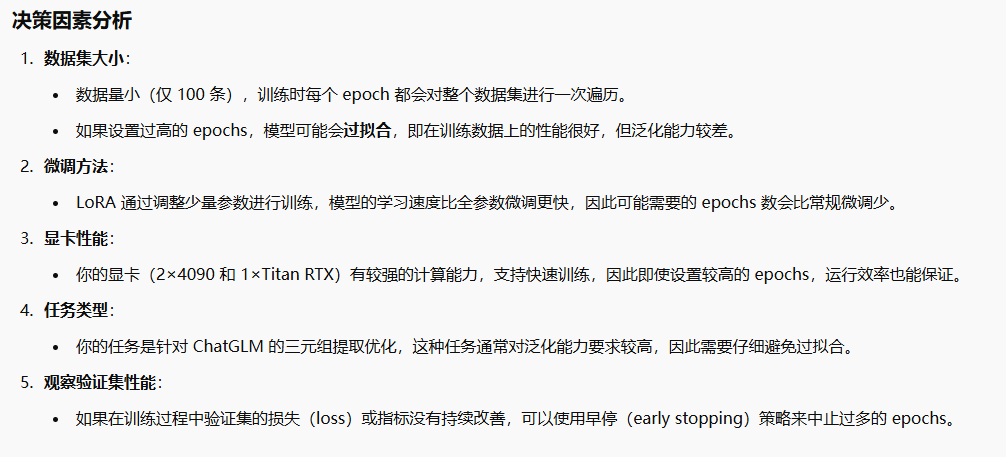 决策因素分析
1. 数据集大小：
• 数据量小（仅 100 条），训练时每个 epoch 都会对整个数据集进行一次遍历。
• 如果设置过高的 epochs，模型可能会过拟合，即在训练数据上的性能很好，但泛化能力较差。
2. 微调方法：
• LoRA 通过调整少量参数进行训练，模型的学习速度比全参数微调更快，因此可能需要的 epochs 数会比常规微调少。
3. 显卡性能：
• 你的显卡（2×4090 和 1×Titan RTX）有较强的计算能力，支持快速训练，因此即使设置较高的 epochs，运行效率也能保证。
4. 任务类型：
• 你的任务是针对 ChatGLM 的三元组提取优化，这种任务通常对泛化能力要求较高，因此需要仔细避免过拟合。
5. 观察验证集性能：
• 如果在训练过程中验证集的损失（loss）或指标没有持续改善，可以使用早停（early stopping）策略来中止过多的 epochs。